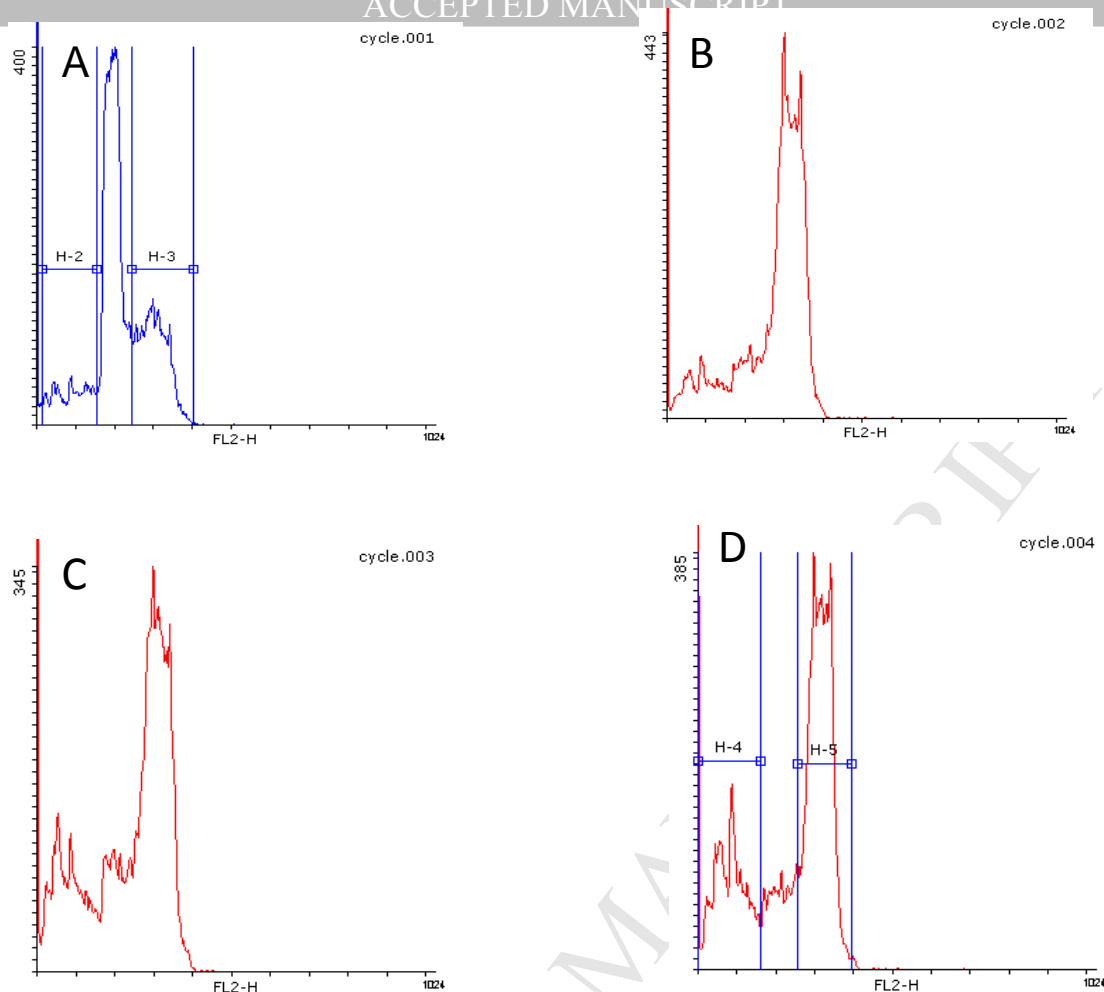 ACCEPTED MANUSCRIPT
A
cycle.001
400
H-2
H-3
FL2-H
1024
B
cycle.002
443
FL2-H
1024
C
cycle.003
345
FL2-H
1024
D
cycle.004
385
H-4
H-5
FL2-H
1024